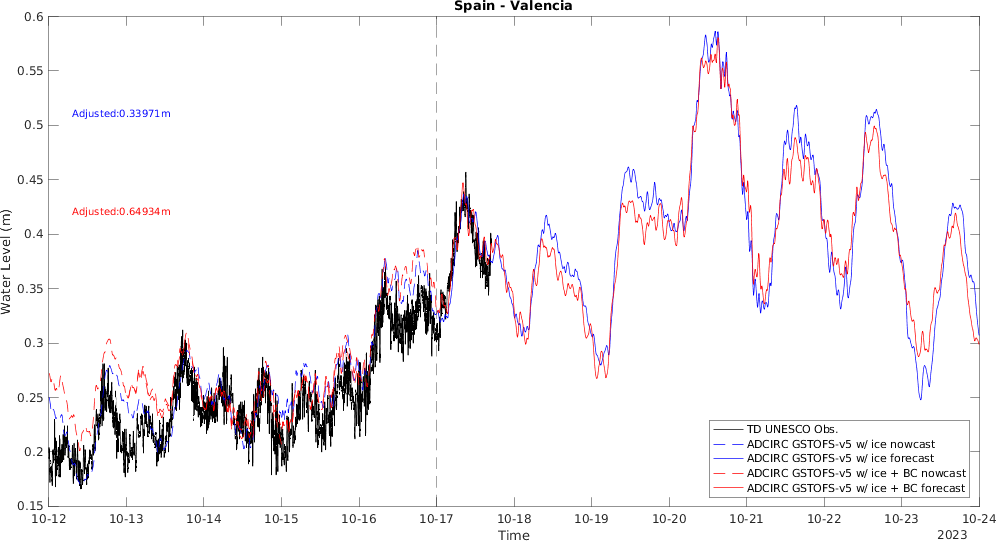 Spain - Valencia
0.6
0.55
0.5
0.45
0.4
0.35
0.3
0.25
0.2
0.15
Water Level (m)
Adjusted:0.33971m
Adjusted:0.64934m
TD UNESCO Obs.
ADCIRC GSTOFS-v5 w/ ice nowcast
ADCIRC GSTOFS-v5 w/ ice forecast
ADCIRC GSTOFS-v5 w/ ice + BC nowcast
ADCIRC GSTOFS-v5 w/ ice + BC forecast
10-12 10-13 10-14 10-15 10-16 10-17 10-18 10-19 10-20 10-21 10-22 10-23 10-24
Time
2023